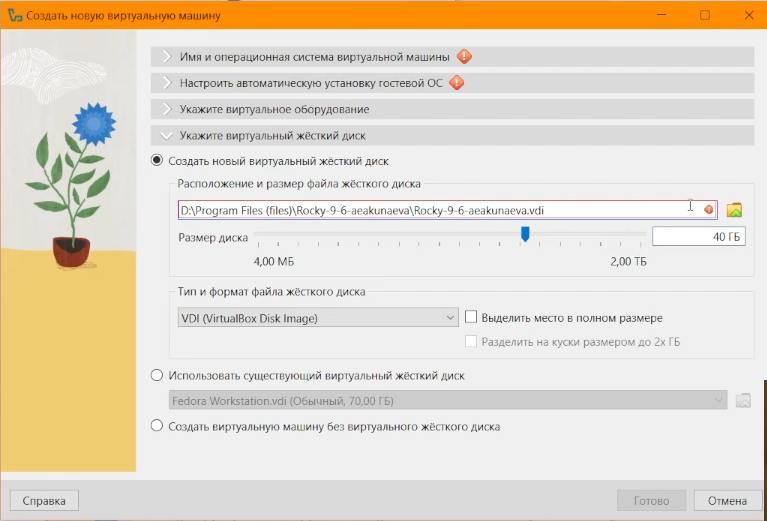 Создать новую виртуальную машину
Имя и операционная система виртуальной машины
Настроить автоматическую установку гостевой ОС
Укажите виртуальное оборудование
Укажите виртуальный жёсткий диск
Создать новый виртуальный жёсткий диск
Расположение и размер файла жёсткого диска
D:\Program Files (files)\Rocky-9-6-aeakunaeva\Rocky-9-6-aeakunaeva.vdi
Размер диска
40 ГБ
4,00 МБ
2,00 ТБ
Тип и формат файла жёсткого диска
VDI (VirtualBox Disk Image)
Выделить место в полном размере
Разделить на куски размером до 2х ГБ
Использовать существующий виртуальный жёсткий диск
Fedora Workstation.vdi (Обычный, 70,00 ГБ)
Создать виртуальную машину без виртуального жёсткого диска
Справка
Готово
Отмена